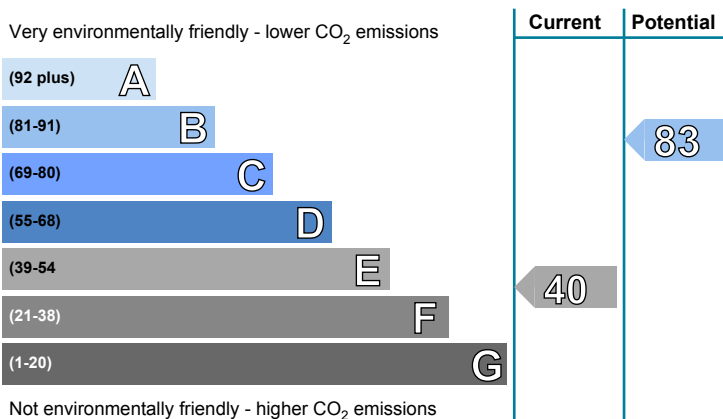 Very environmentally friendly - lower CO2 emissions
Current
Potential
(92 plus) A
(81-91) B
83
(69-80) C
(55-68) D
(39-54 E
40
(21-38) F
(1-20) G
Not environmentally friendly - higher CO2 emissions